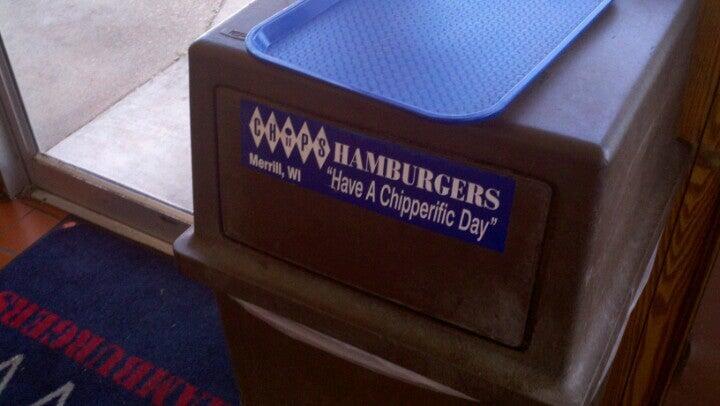 CHIPS HAMBURGERS
Merrill, WI
"Have A Chipperific Day"
HAMBURGERS